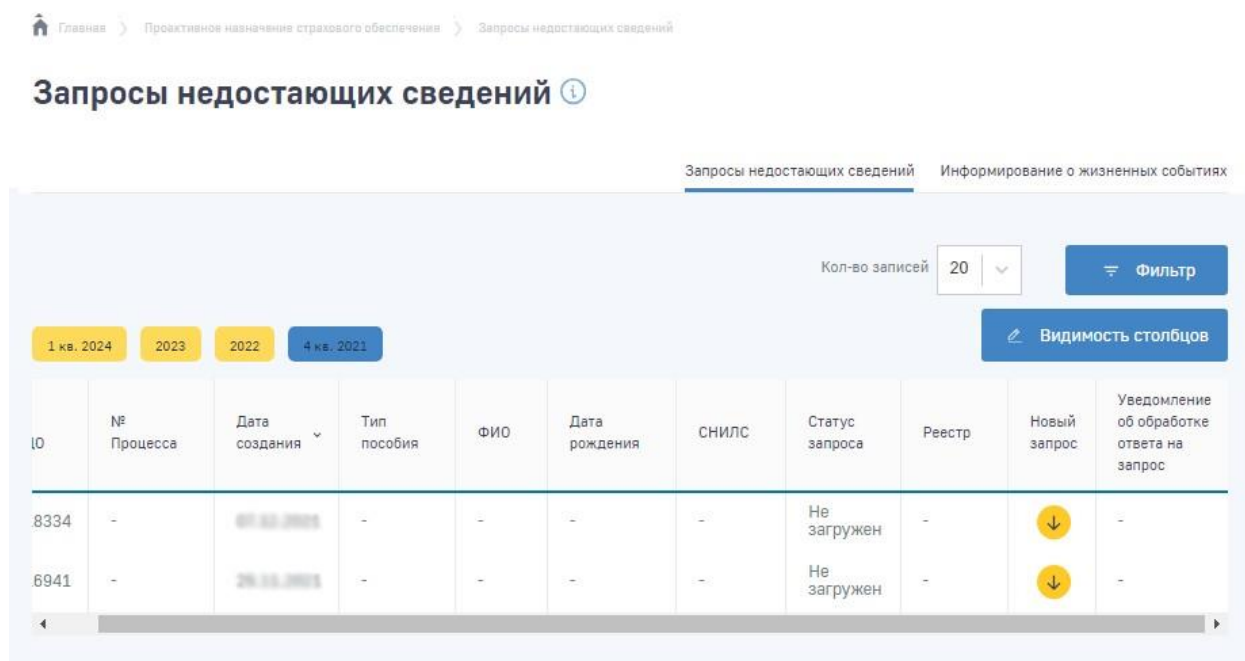 Главная > Проактивное назначение страхового обеспечения > Запросы недостающих сведений
Запросы недостающих сведений
Запросы недостающих сведений Информирование о жизненных событиях
Кол-во записей 20 Фильтр
Видимость столбцов
1 кв. 2024 2023 2022 4 кв. 2021
№ Процесса Дата создания Тип пособия ФИО Дата рождения СНИЛС Статус запроса Реестр Новый запрос Уведомление об обработке ответа на запрос
8334 - - - - - Не загружен - -
6941 - - - - - Не загружен - -